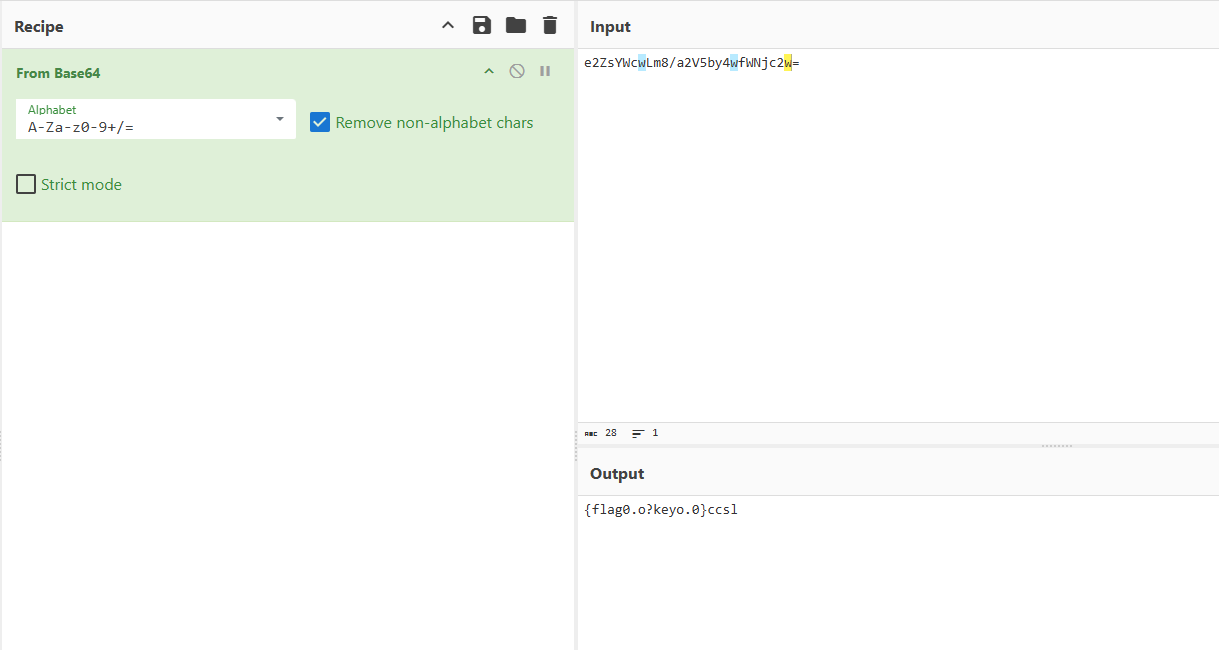 Recipe
From Base64
Alphabet
A-Za-z0-9+/=
Remove non-alphabet chars
Strict mode
Input
e2ZsYWcwLm8/a2V5by4wfWNjc2w=
ABC 28 1
Output
{flag0.o?keyo.0}ccsl